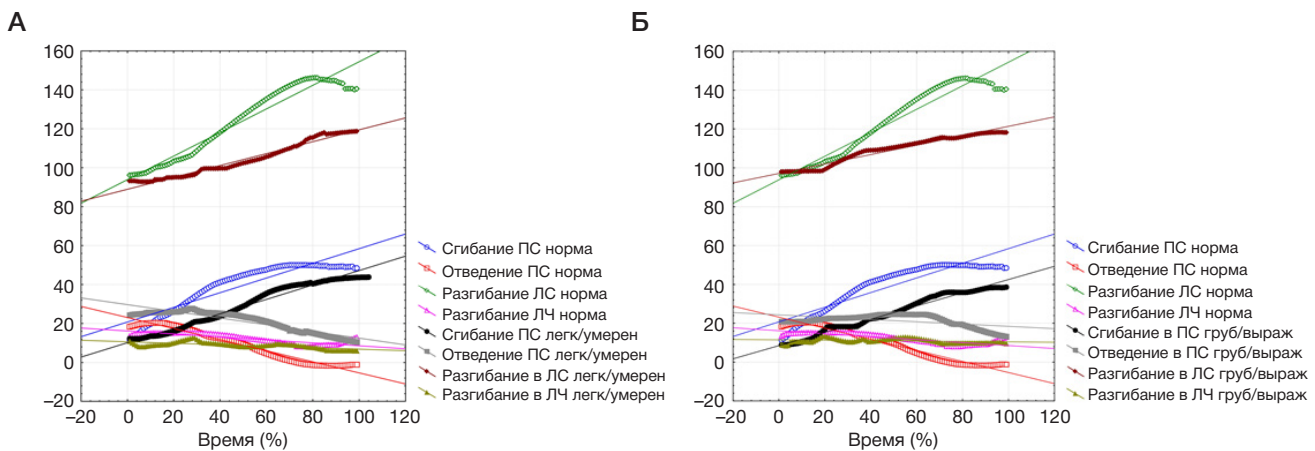 А
160
140
120
100
80
60
40
20
0
−20
−20 0 20 40 60 80 100 120
Время (%)
Сгибание ПС норма
Отведение ПС норма
Разгибание ЛС норма
Разгибание ЛЧ норма
Сгибание ПС легк/умерен
Отведение ПС легк/умерен
Разгибание в ЛС легк/умерен
Разгибание в ЛЧ легк/умерен
Б
160
140
120
100
80
60
40
20
0
−20
−20 0 20 40 60 80 100 120
Время (%)
Сгибание ПС норма
Отведение ПС норма
Разгибание ЛС норма
Разгибание ЛЧ норма
Сгибание в ПС груб/выраж
Отведение в ПС груб/выраж
Разгибание в ЛС груб/выраж
Разгибание в ЛЧ груб/выраж